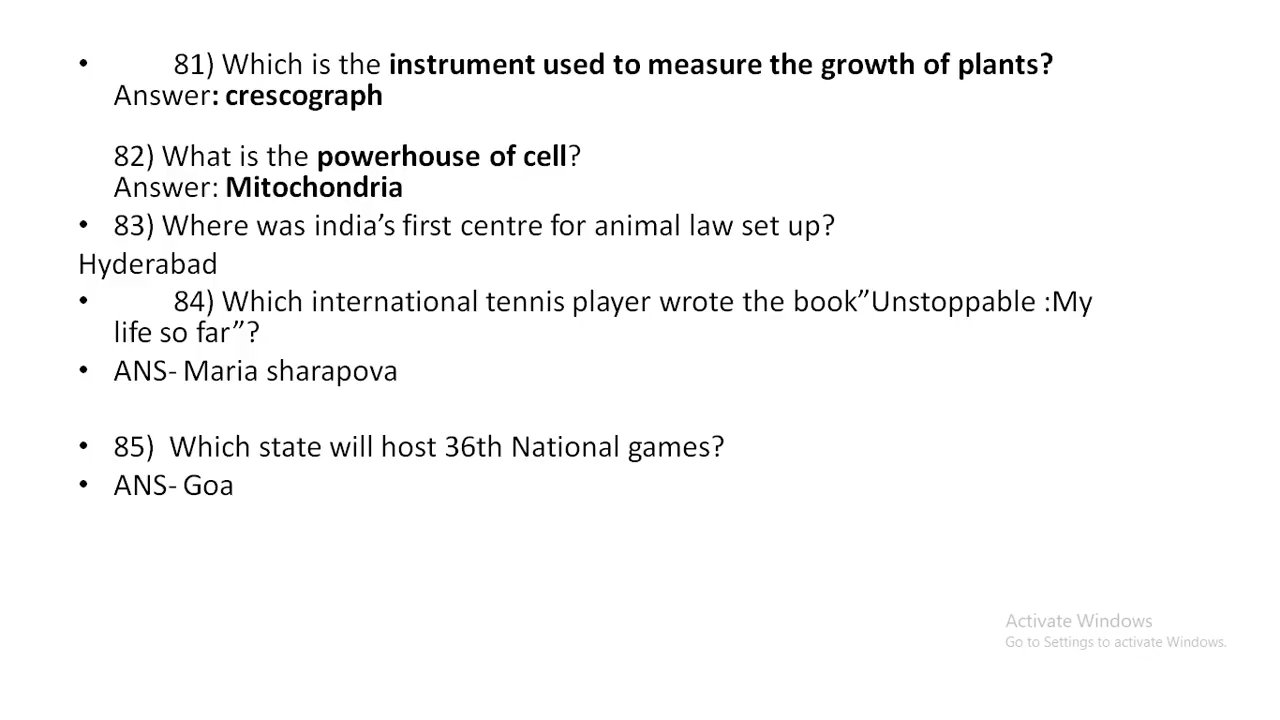 • 81) Which is the instrument used to measure the growth of plants?
Answer: crescograph
82) What is the powerhouse of cell?
Answer: Mitochondria
• 83) Where was india’s first centre for animal law set up?
Hyderabad
• 84) Which international tennis player wrote the book”Unstoppable :My
life so far”?
• ANS- Maria sharapova
• 85)  Which state will host 36th National games?
• ANS- Goa
Activate Windows
Go to Settings to activate Windows.